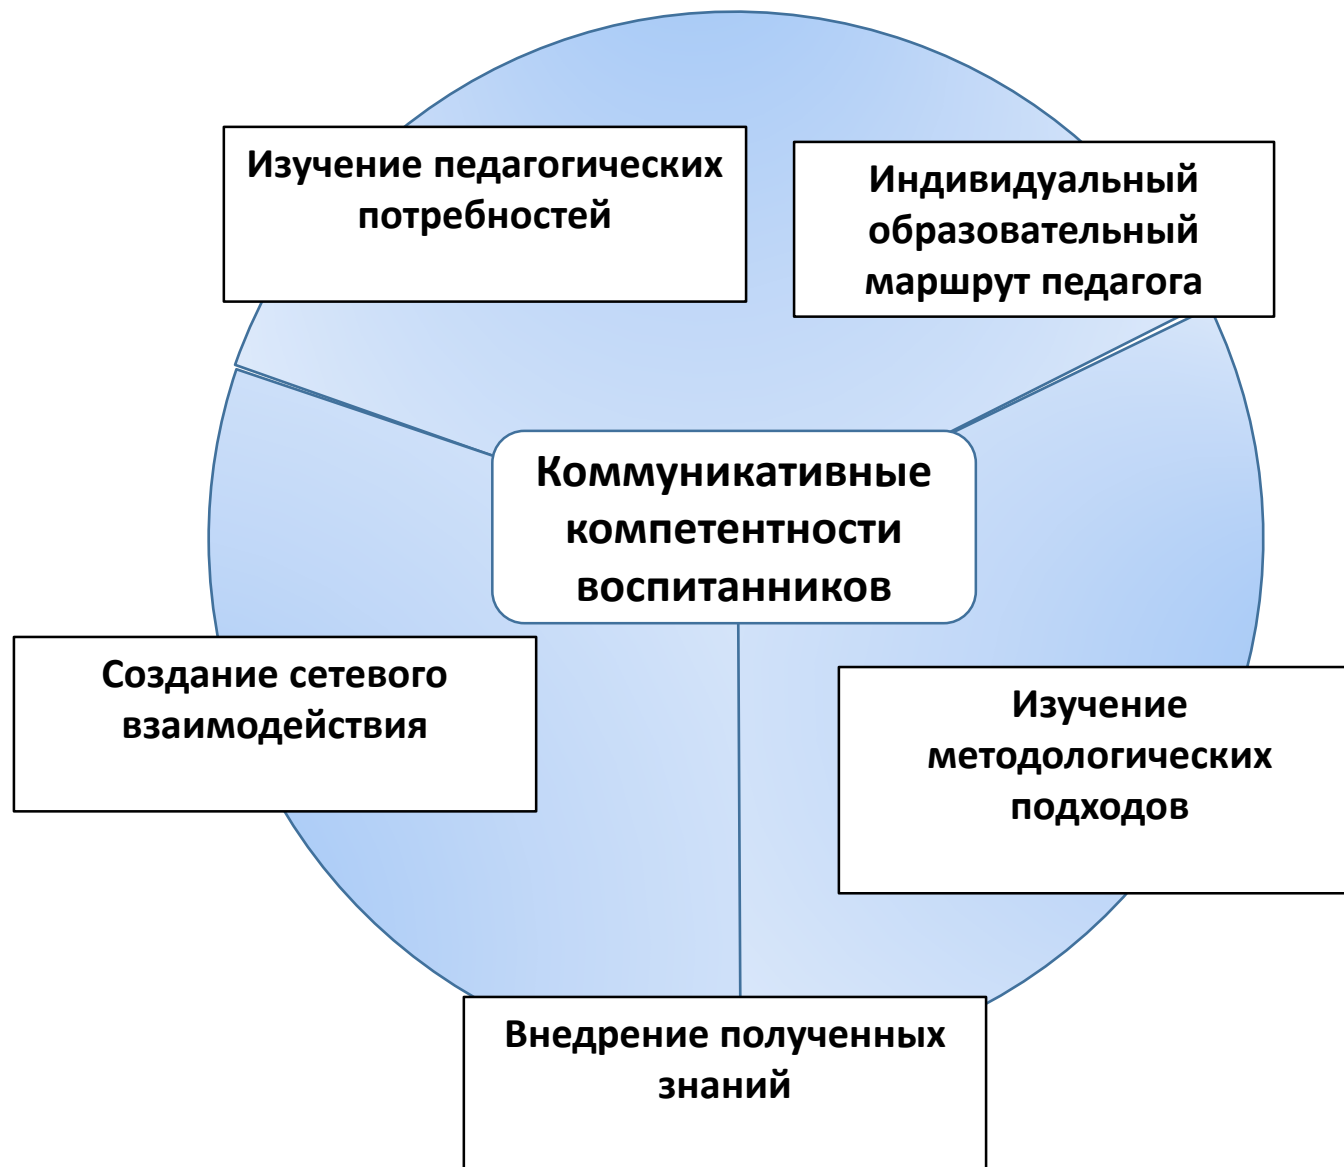 Изучение педагогических
потребностей
Индивидуальный
образовательный
маршрут педагога
Коммуникативные
компетентности
воспитанников
Создание сетевого
взаимодействия
Изучение
методологических
подходов
Внедрение полученных
знаний